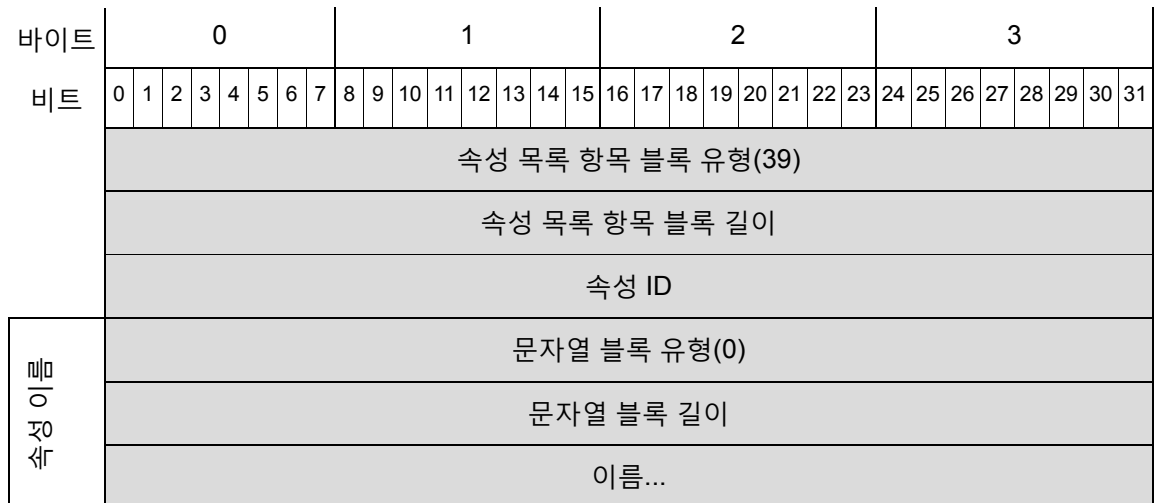 바이트 0 1 2 3
비트 0 1 2 3 4 5 6 7 8 9 10 11 12 13 14 15 16 17 18 19 20 21 22 23 24 25 26 27 28 29 30 31
속성 목록 항목 블록 유형(39)
속성 목록 항목 블록 길이
속성 ID
속성 이름
문자열 블록 유형(0)
문자열 블록 길이
이름...